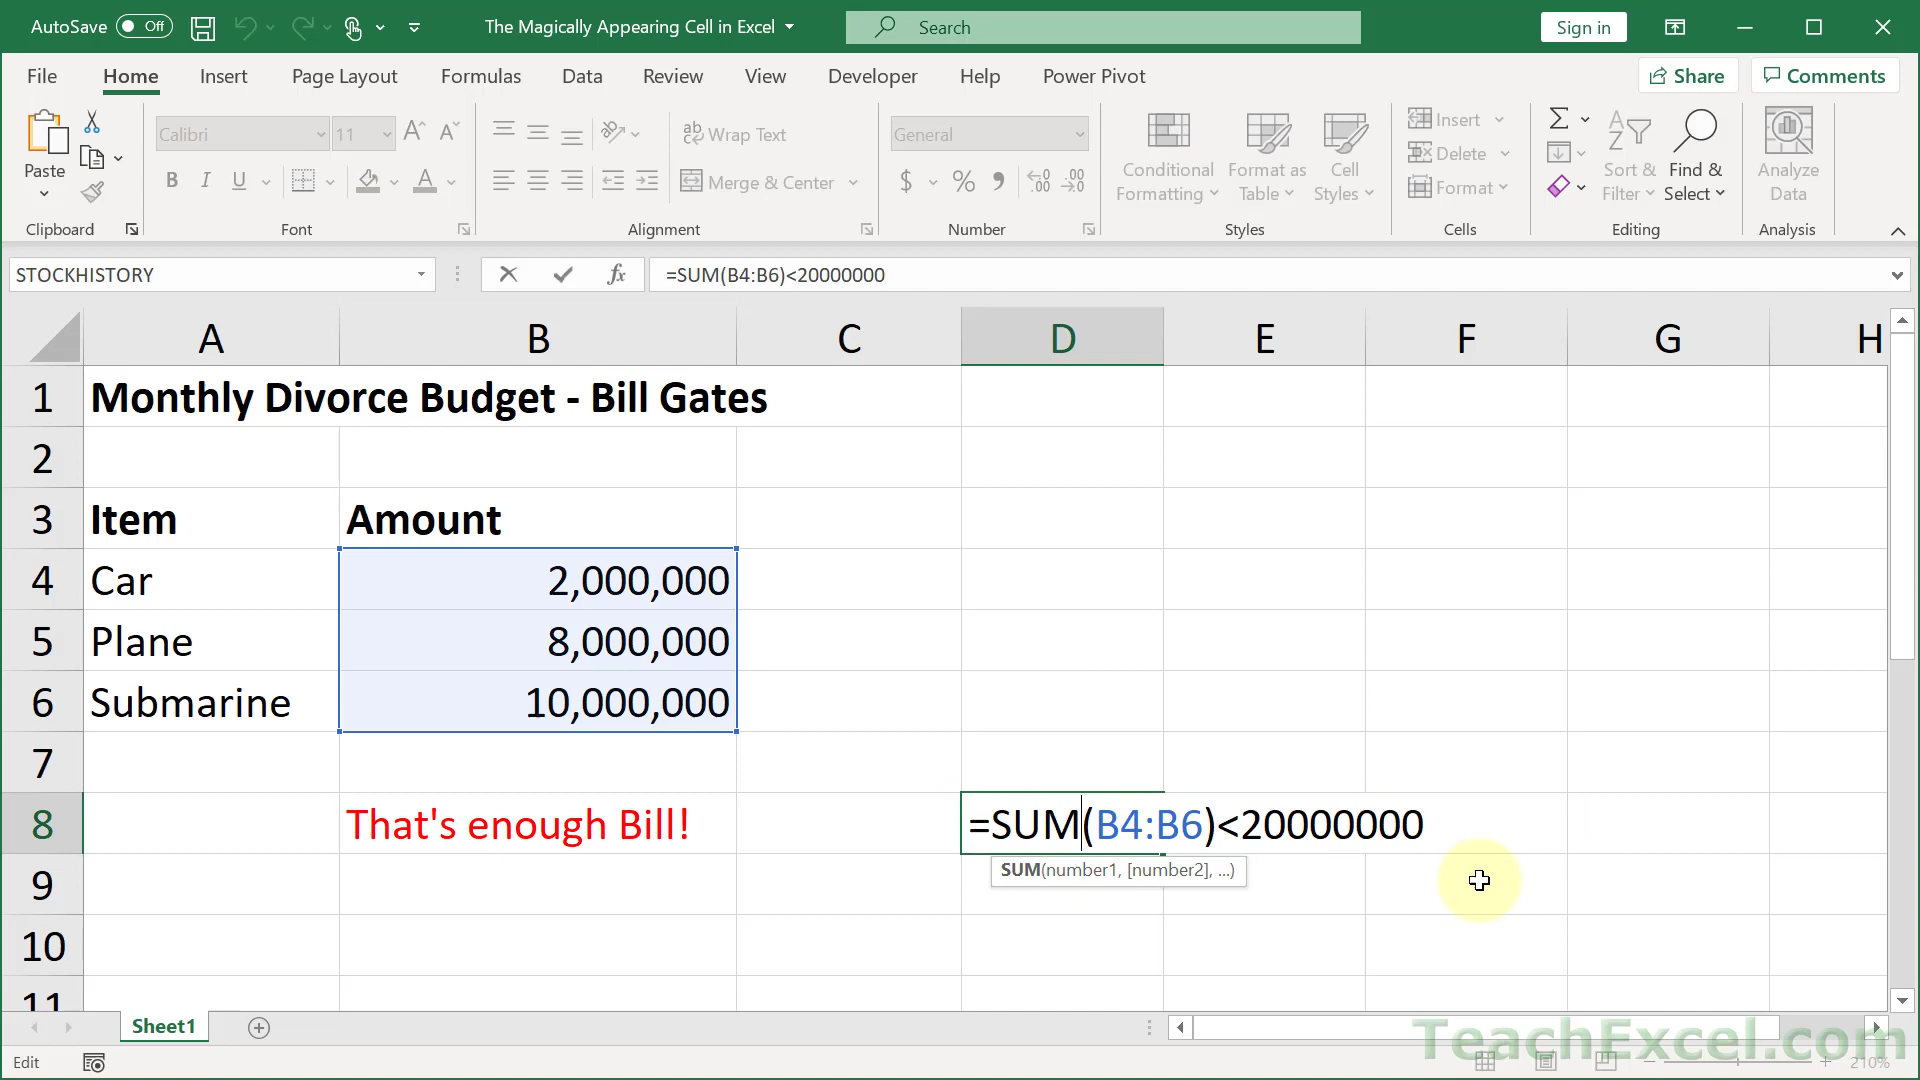 AutoSave Off The Magically Appearing Cell in Excel Search Sign in
File Home Insert Page Layout Formulas Data Review View Developer Help Power Pivot Share Comments
Paste
Clipboard
Calibri 11
B I U A
Font
Wrap Text
Merge & Center
Alignment
General
$ % 9
Number
Conditional Formatting
Format as Table
Cell Styles
Styles
Insert
Delete
Format
Cells
Sort & Filter
Find & Select
Editing
Analyze Data
Analysis
STOCKHISTORY fx =SUM(B4:B6)<20000000
A B C D E F G H
1 Monthly Divorce Budget - Bill Gates
2
3 Item Amount
4 Car 2,000,000
5 Plane 8,000,000
6 Submarine 10,000,000
7
8 That's enough Bill! =SUM(B4:B6)<20000000
SUM(number1, [number2], ...)
9
10
11
Sheet1
TeachExcel.com
Edit 210%